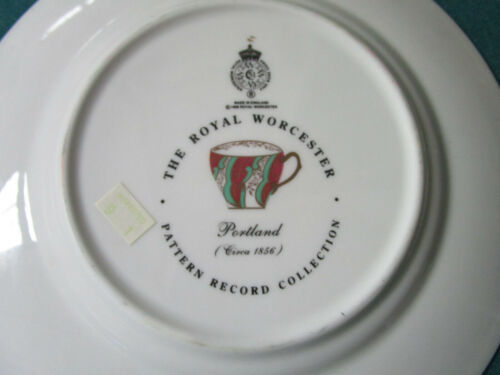 MADE IN ENGLAND
THE ROYAL WORCESTER
Portland
(Circa 1856)
· PATTERN RECORD COLLECTION ·